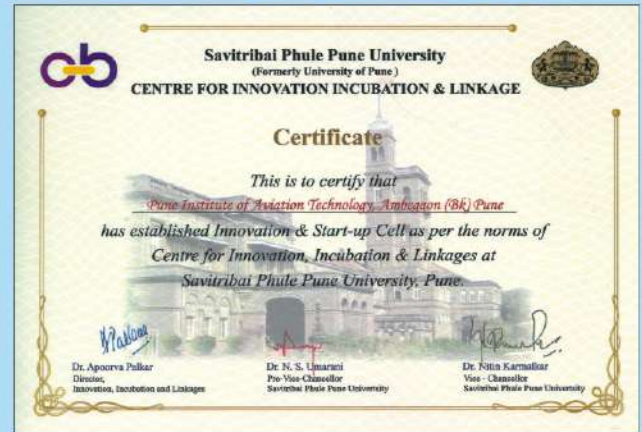 Savitribai Phule Pune University
(Formerly University of Pune)
CENTRE FOR INNOVATION INCUBATION & LINKAGE
Certificate
This is to certify that
Pune Institute of Aviation Technology, Ambegaon (Bk) Pune
has established Innovation & Start-up Cell as per the norms of
Centre for Innovation, Incubation & Linkages at
Savitribai Phule Pune University, Pune.
Dr. Apoorva Palkar
Director,
Innovation, Incubation and Linkages
Dr. N. S. Umarani
Pro-Vice-Chancellor
Savitribai Phule Pune University
Dr. Nitin Karmalkar
Vice - Chancellor
Savitribai Phule Pune University